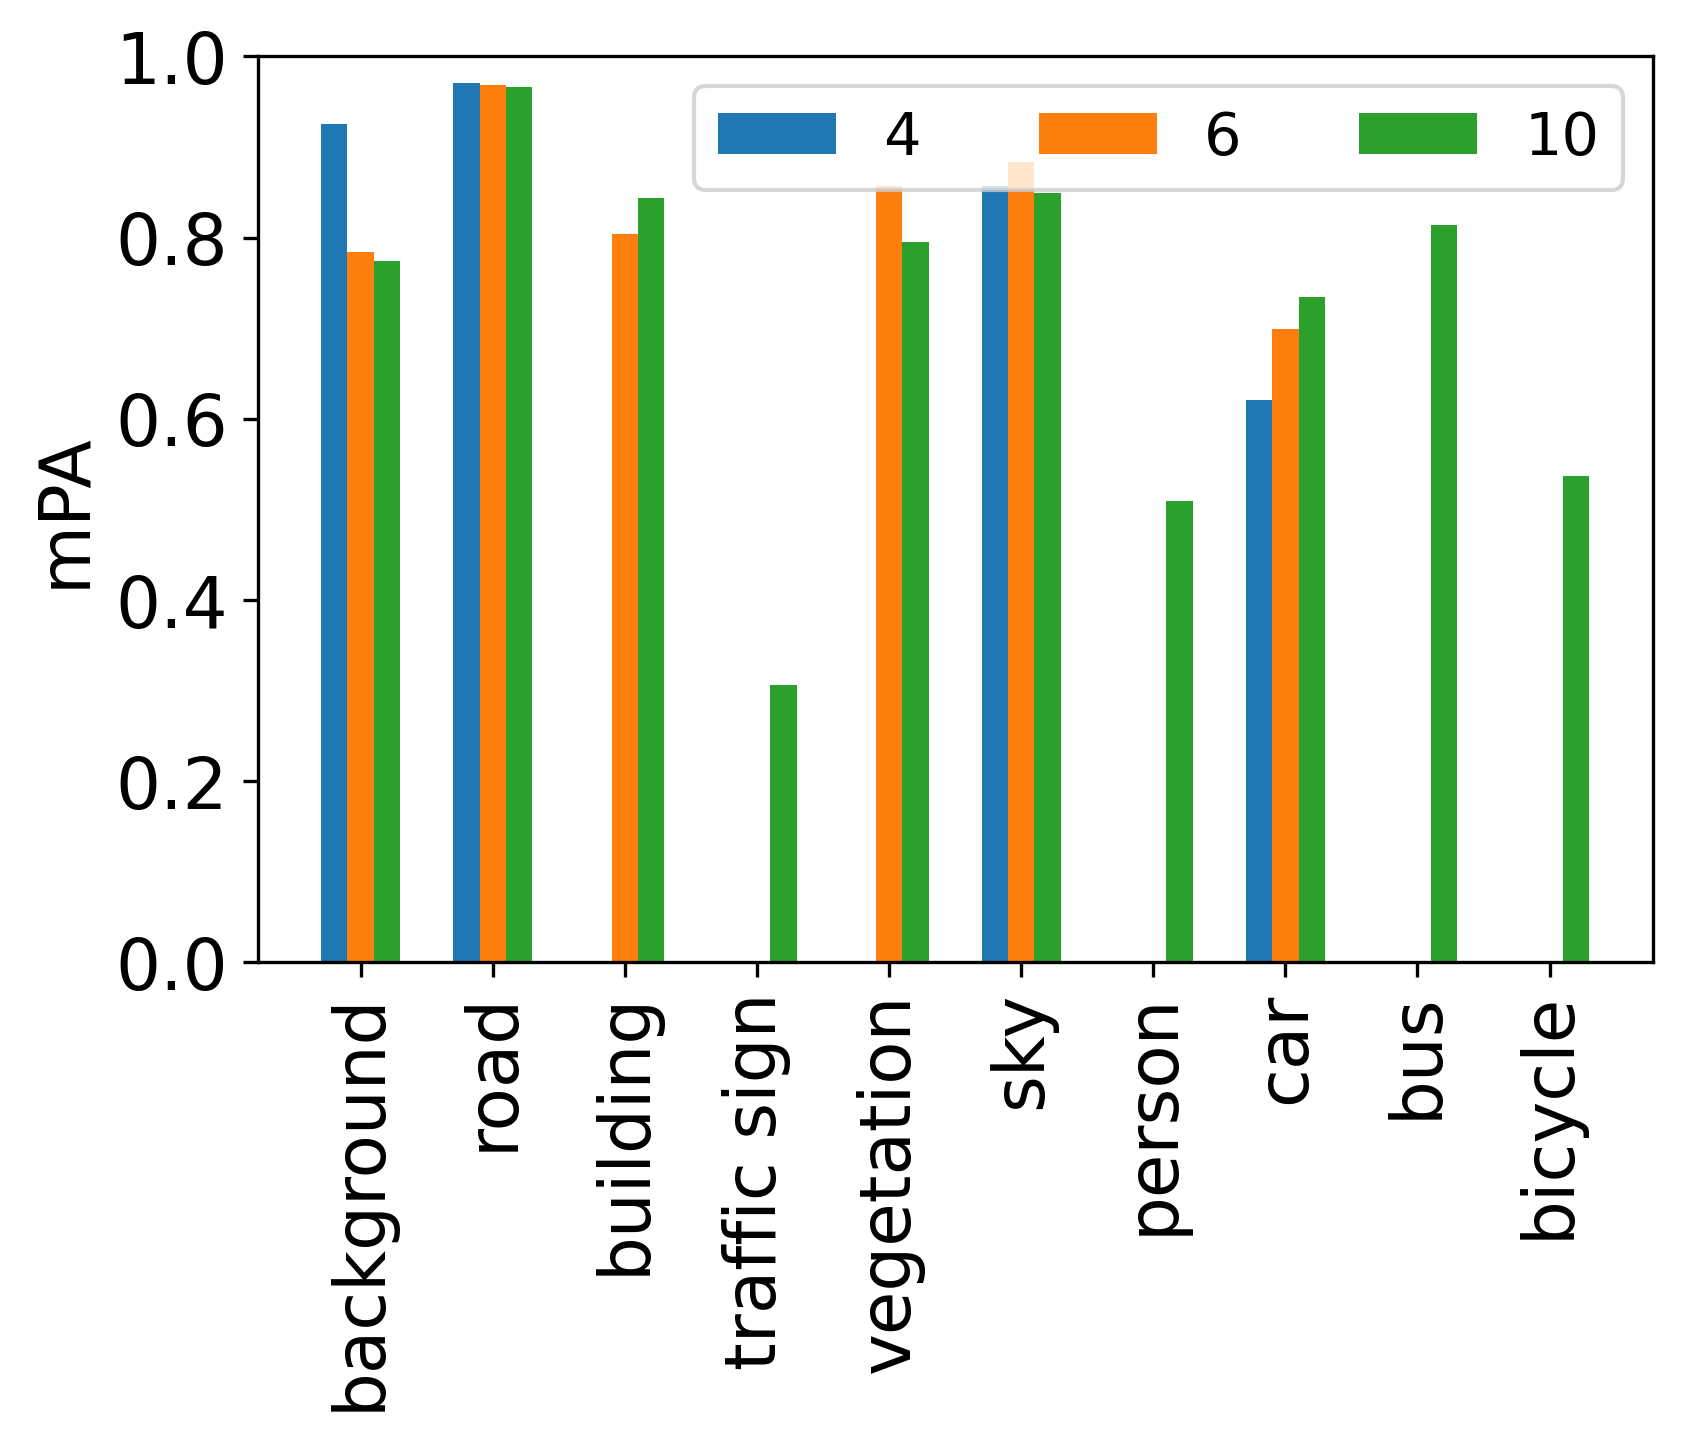 1.0
0.8
0.6
0.4
0.2
0.0
mPA
4 6 10
background
road
building
traffic sign
vegetation
sky
person
car
bus
bicycle